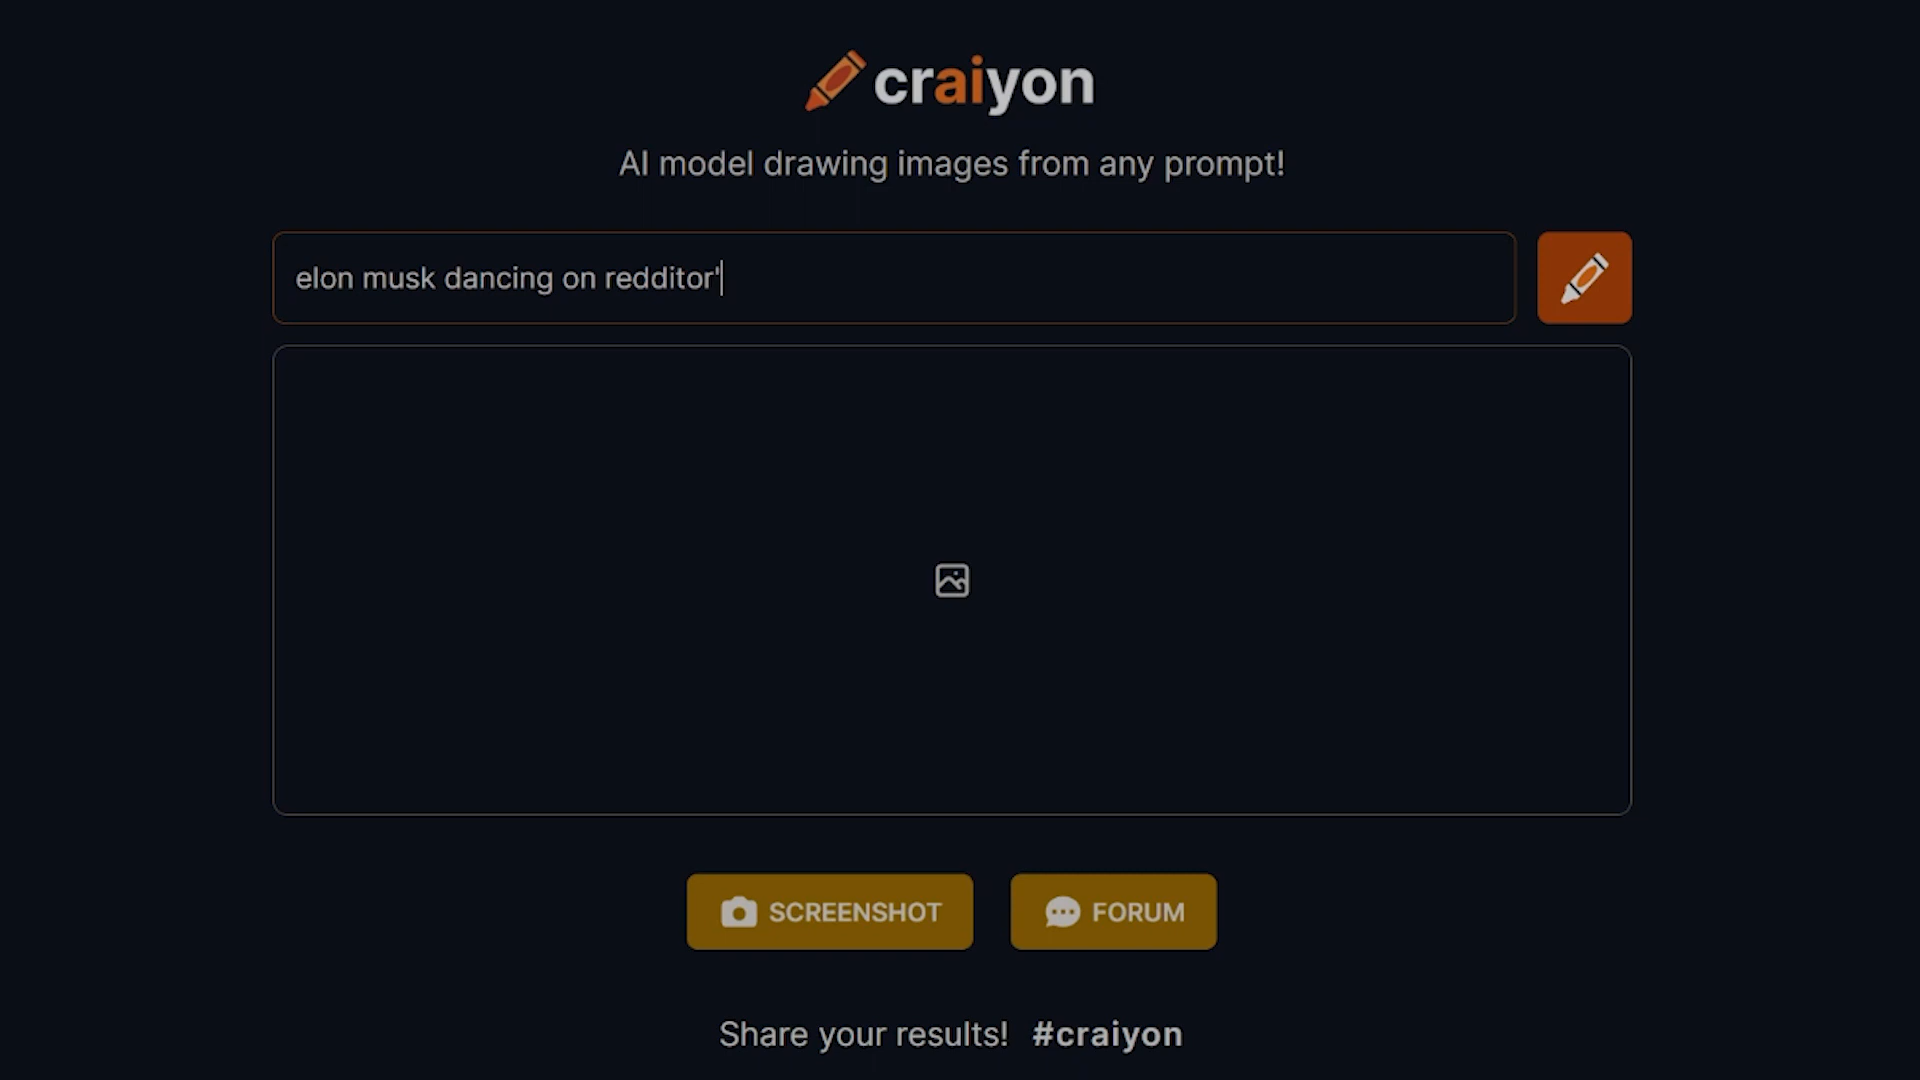 craiyon
AI model drawing images from any prompt!
elon musk dancing on redditor'
SCREENSHOT
FORUM
Share your results! #craiyon